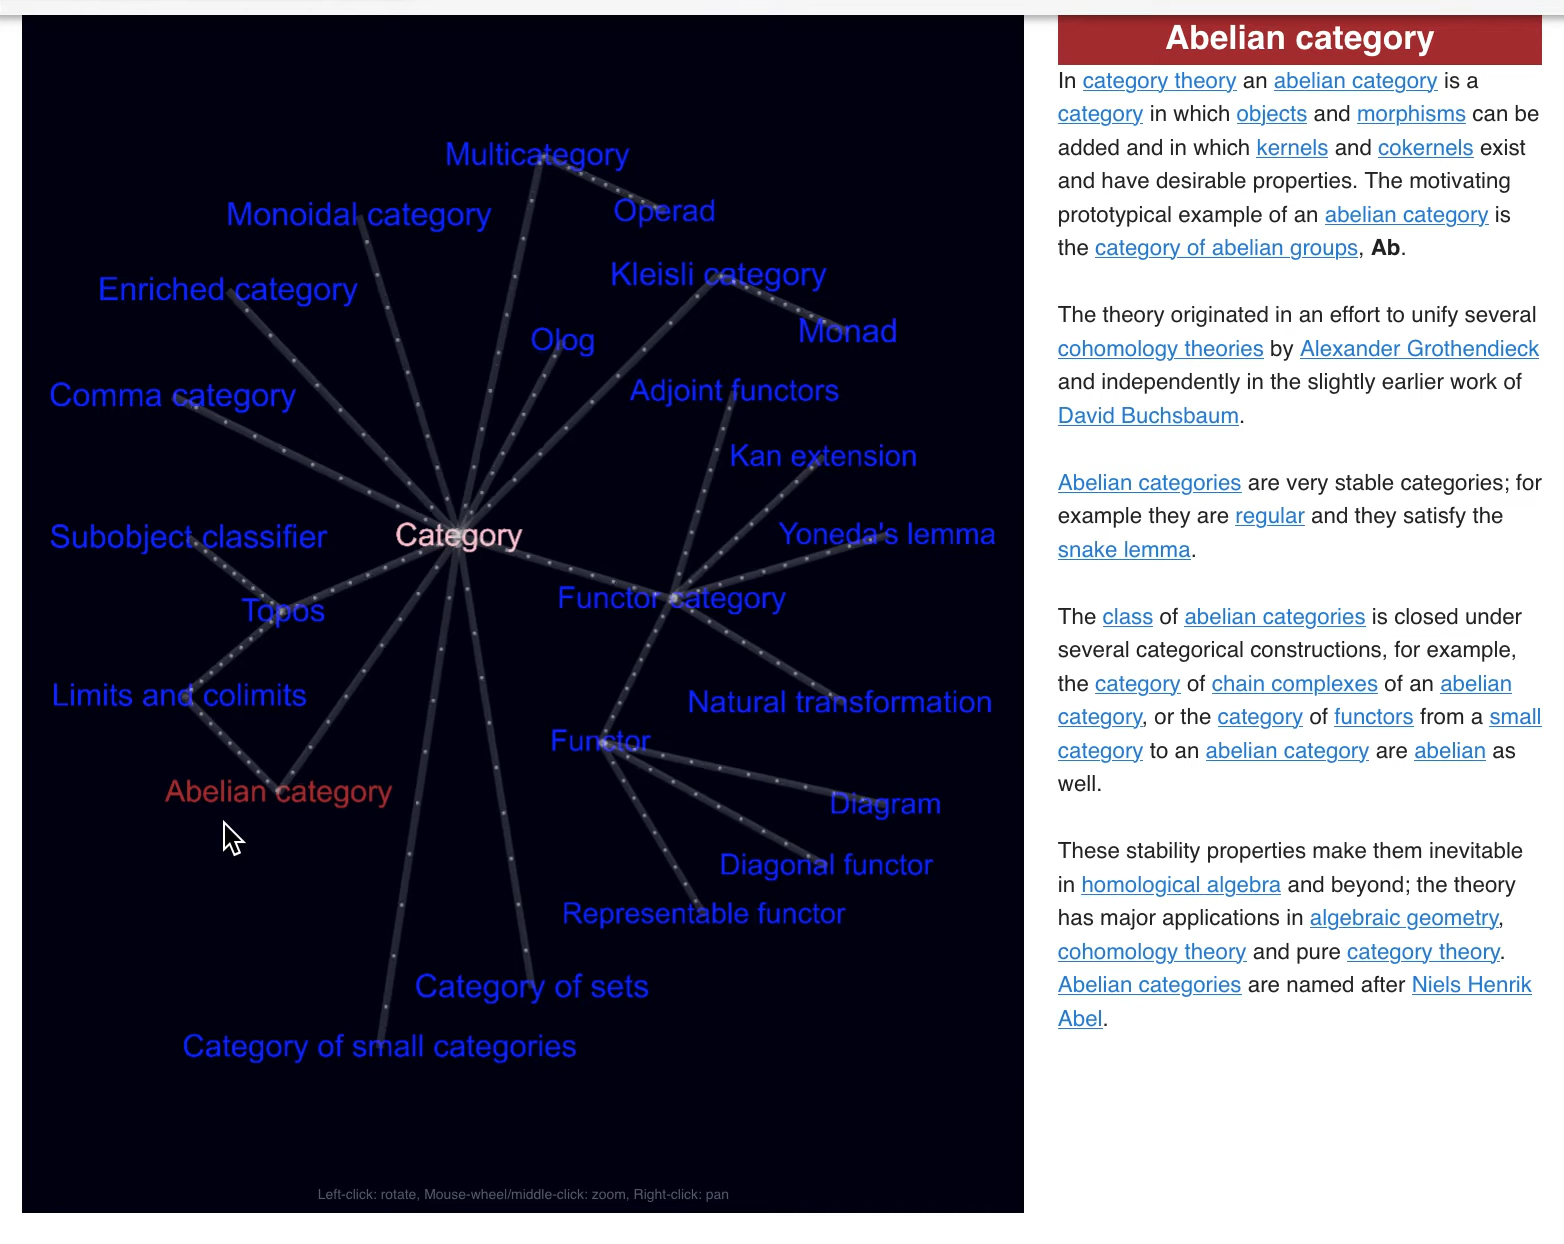 Multicategory
Operad
Monoidal category
Kleisli category
Enriched category
Monad
Olog
Adjoint functors
Comma category
Kan extension
Yoneda's lemma
Subobject classifier
Category
Topos
Functor category
Limits and colimits
Natural transformation
Functor
Abelian category
Diagram
Diagonal functor
Representable functor
Category of sets
Category of small categories
Left-click: rotate, Mouse-wheel/middle-click: zoom, Right-click: pan
Abelian category
In category theory an abelian category is a
category in which objects and morphisms can be
added and in which kernels and cokernels exist
and have desirable properties. The motivating
prototypical example of an abelian category is
the category of abelian groups, Ab.
The theory originated in an effort to unify several
cohomology theories by Alexander Grothendieck
and independently in the slightly earlier work of
David Buchsbaum.
Abelian categories are very stable categories; for
example they are regular and they satisfy the
snake lemma.
The class of abelian categories is closed under
several categorical constructions, for example,
the category of chain complexes of an abelian
category, or the category of functors from a small
category to an abelian category are abelian as
well.
These stability properties make them inevitable
in homological algebra and beyond; the theory
has major applications in algebraic geometry,
cohomology theory and pure category theory.
Abelian categories are named after Niels Henrik
Abel.